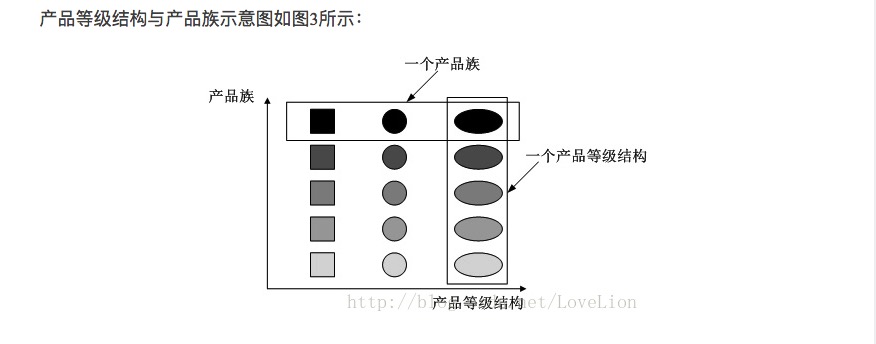 产品等级结构与产品族示意图如图3所示：
一个产品族
产品族
一个产品等级结构
产品等级结构
http://blog. .net/LoveLion